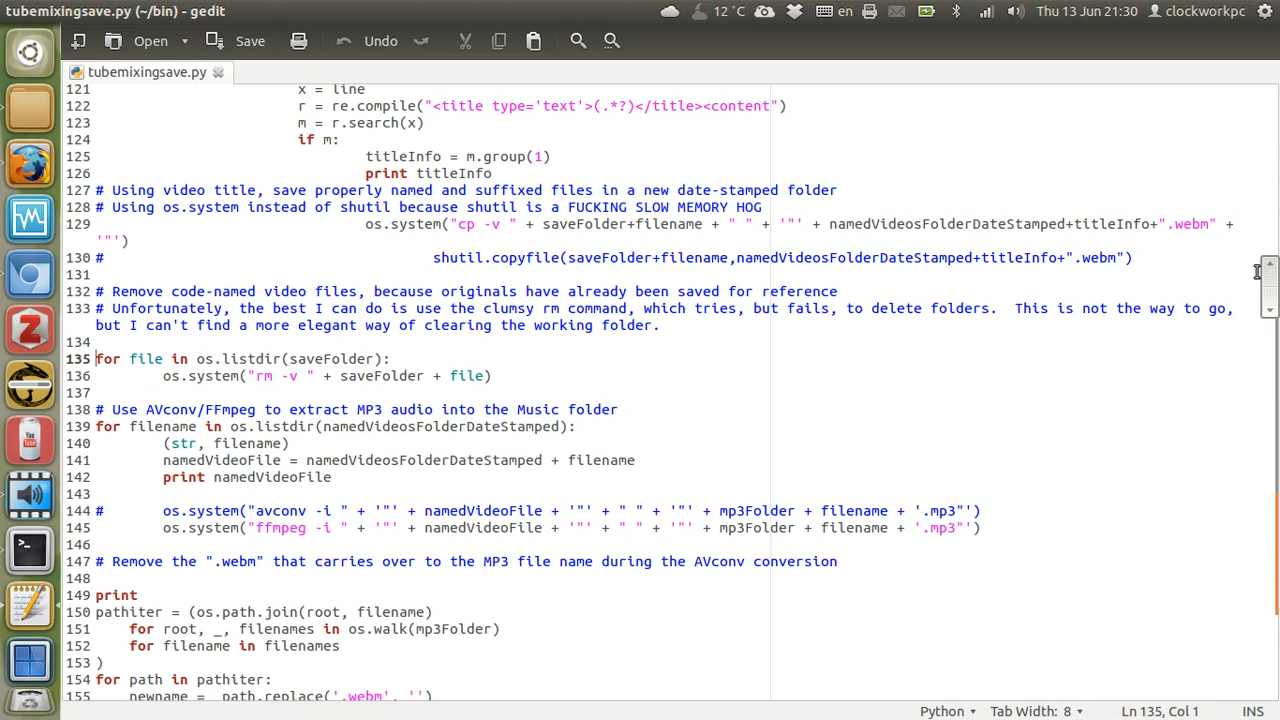 tubemixingsave.py (~/bin) - gedit
12 °C en Thu 13 Jun 21:30 clockworkpc
Open Save Undo
tubemixingsave.py
121 x = line
122 r = re.compile("<title type='text'>(.*?)</title><content")
123 m = r.search(x)
124 if m:
125 titleInfo = m.group(1)
126 print titleInfo
127 # Using video title, save properly named and suffixed files in a new date-stamped folder
128 # Using os.system instead of shutil because shutil is a FUCKING SLOW MEMORY HOG
129 os.system("cp -v " + saveFolder+filename + " " + '"' + namedVideosFolderDateStamped+titleInfo+".webm" +
'"')
130 # shutil.copyfile(saveFolder+filename,namedVideosFolderDateStamped+titleInfo+".webm")
131
132 # Remove code-named video files, because originals have already been saved for reference
133 # Unfortunately, the best I can do is use the clumsy rm command, which tries, but fails, to delete folders.  This is not the way to go,
but I can't find a more elegant way of clearing the working folder.
134
135 for file in os.listdir(saveFolder):
136 os.system("rm -v " + saveFolder + file)
137
138 # Use AVconv/FFmpeg to extract MP3 audio into the Music folder
139 for filename in os.listdir(namedVideosFolderDateStamped):
140 (str, filename)
141 namedVideoFile = namedVideosFolderDateStamped + filename
142 print namedVideoFile
143
144 # os.system("avconv -i " + '"' + namedVideoFile + '"' + " " + '"' + mp3Folder + filename + '.mp3"')
145 os.system("ffmpeg -i " + '"' + namedVideoFile + '"' + " " + '"' + mp3Folder + filename + '.mp3"')
146
147 # Remove the ".webm" that carries over to the MP3 file name during the AVconv conversion
148
149 print
150 pathiter = (os.path.join(root, filename)
151 for root, _, filenames in os.walk(mp3Folder)
152 for filename in filenames
153 )
154 for path in pathiter:
155 newname =  path.replace('.webm', '')
Python Tab Width: 8 Ln 135, Col 1 INS